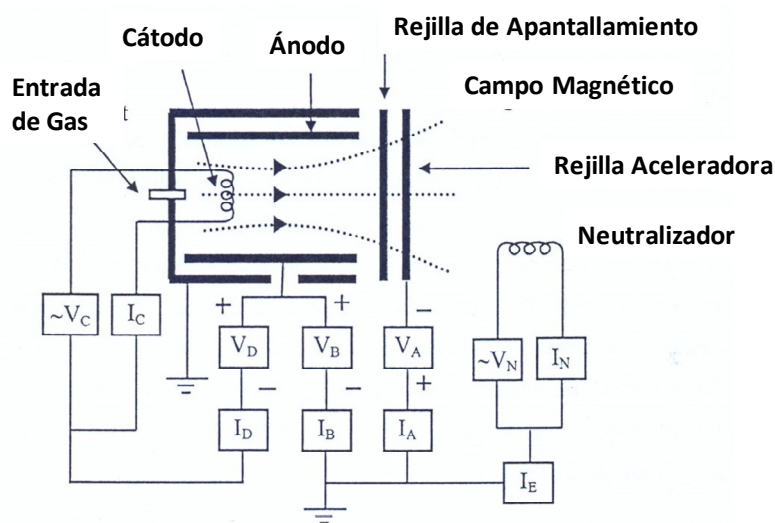 Rejilla de Apantallamiento
Cátodo
Ánodo
Campo Magnético
Entrada
de Gas
t
Rejilla Aceleradora
Neutralizador
+
+
−
~V_C
I_C
V_D
V_B
V_A
~V_N
I_N
−
−
+
I_D
I_B
I_A
I_E